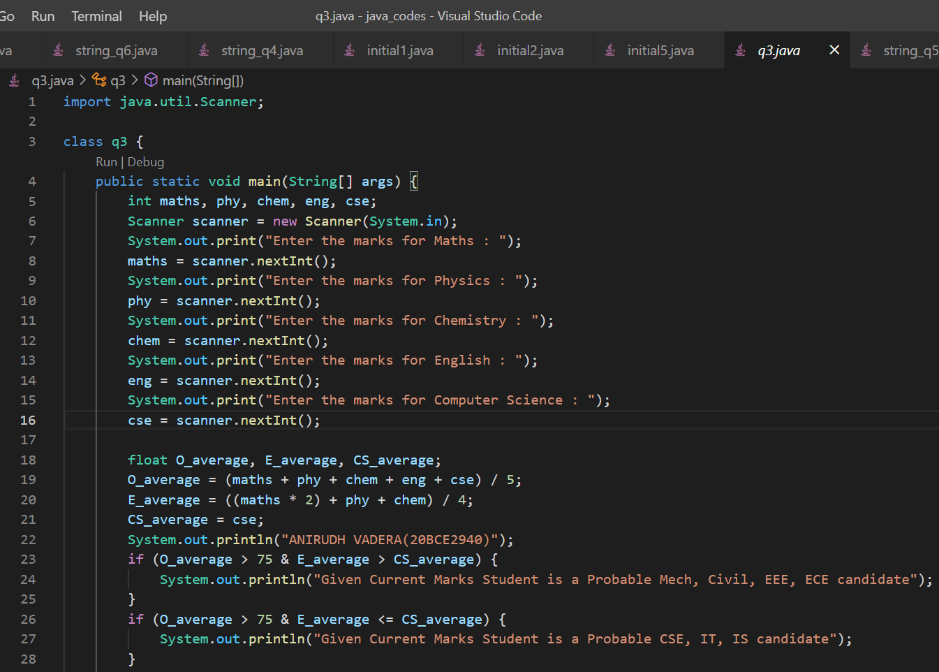 Go Run Terminal Help q3.java - java_codes - Visual Studio Code
va string_q6.java string_q4.java initial1.java initial2.java initial5.java q3.java × string_q5
q3.java > q3 > main(String[])
1 import java.util.Scanner;
2
3 class q3 {
Run | Debug
4 public static void main(String[] args) {
5 int maths, phy, chem, eng, cse;
6 Scanner scanner = new Scanner(System.in);
7 System.out.print("Enter the marks for Maths : ");
8 maths = scanner.nextInt();
9 System.out.print("Enter the marks for Physics : ");
10 phy = scanner.nextInt();
11 System.out.print("Enter the marks for Chemistry : ");
12 chem = scanner.nextInt();
13 System.out.print("Enter the marks for English : ");
14 eng = scanner.nextInt();
15 System.out.print("Enter the marks for Computer Science : ");
16 cse = scanner.nextInt();
17
18 float O_average, E_average, CS_average;
19 O_average = (maths + phy + chem + eng + cse) / 5;
20 E_average = ((maths * 2) + phy + chem) / 4;
21 CS_average = cse;
22 System.out.println("ANIRUDH VADERA(20BCE2940)");
23 if (O_average > 75 & E_average > CS_average) {
24 System.out.println("Given Current Marks Student is a Probable Mech, Civil, EEE, ECE candidate");
25 }
26 if (O_average > 75 & E_average <= CS_average) {
27 System.out.println("Given Current Marks Student is a Probable CSE, IT, IS candidate");
28 }